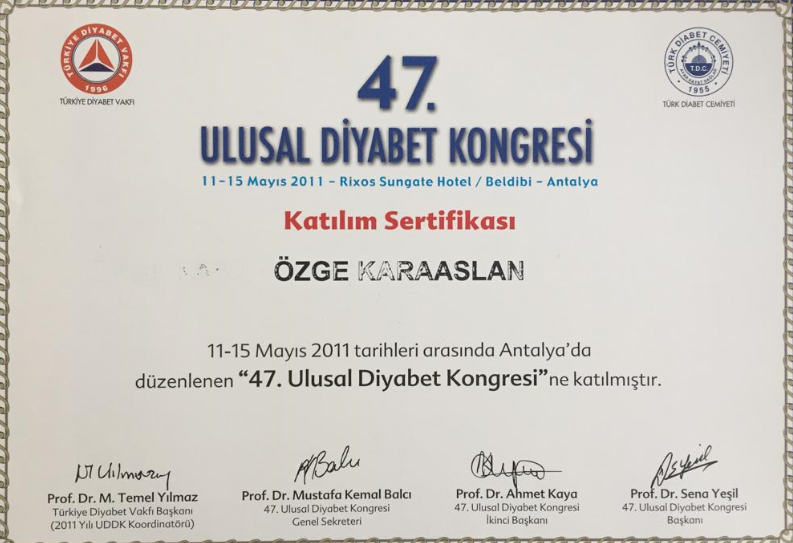 TÜRKİYE DİYABET VAKFI
1996
TÜRKİYE DİYABET VAKFI
TÜRK DİABET CEMİYETİ
T.D.C.
1955
TÜRK DİABET CEMİYETİ
47.
ULUSAL DİYABET KONGRESİ
11-15 Mayıs 2011 - Rixos Sungate Hotel / Beldibi - Antalya
Katılım Sertifikası
ÖZGE KARAASLAN
11-15 Mayıs 2011 tarihleri arasında Antalya'da
düzenlenen "47. Ulusal Diyabet Kongresi"ne katılmıştır.
Prof. Dr. M. Temel Yılmaz
Türkiye Diyabet Vakfı Başkanı
(2011 Yılı UDDK Koordinatörü)
Prof. Dr. Mustafa Kemal Balcı
47. Ulusal Diyabet Kongresi
Genel Sekreteri
Prof. Dr. Ahmet Kaya
47. Ulusal Diyabet Kongresi
İkinci Başkanı
Prof. Dr. Sena Yeşil
47. Ulusal Diyabet Kongresi
Başkanı